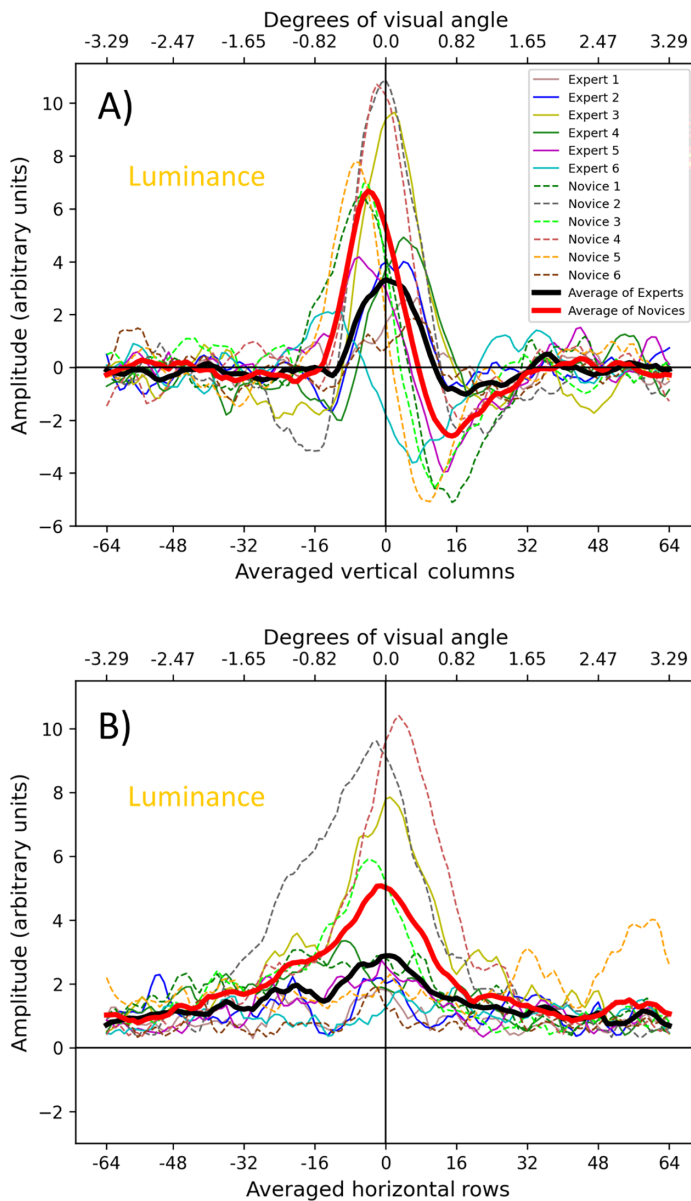 Degrees of visual angle
-3.29 -2.47 -1.65 -0.82 0.0 0.82 1.65 2.47 3.29
A)
Luminance
Expert 1
Expert 2
Expert 3
Expert 4
Expert 5
Expert 6
Novice 1
Novice 2
Novice 3
Novice 4
Novice 5
Novice 6
Average of Experts
Average of Novices
Amplitude (arbitrary units)
10
8
6
4
2
0
−2
−4
−6
-64 -48 -32 -16 0 16 32 48 64
Averaged vertical columns
Degrees of visual angle
-3.29 -2.47 -1.65 -0.82 0.0 0.82 1.65 2.47 3.29
B)
Luminance
Amplitude (arbitrary units)
10
8
6
4
2
0
−2
-64 -48 -32 -16 0 16 32 48 64
Averaged horizontal rows